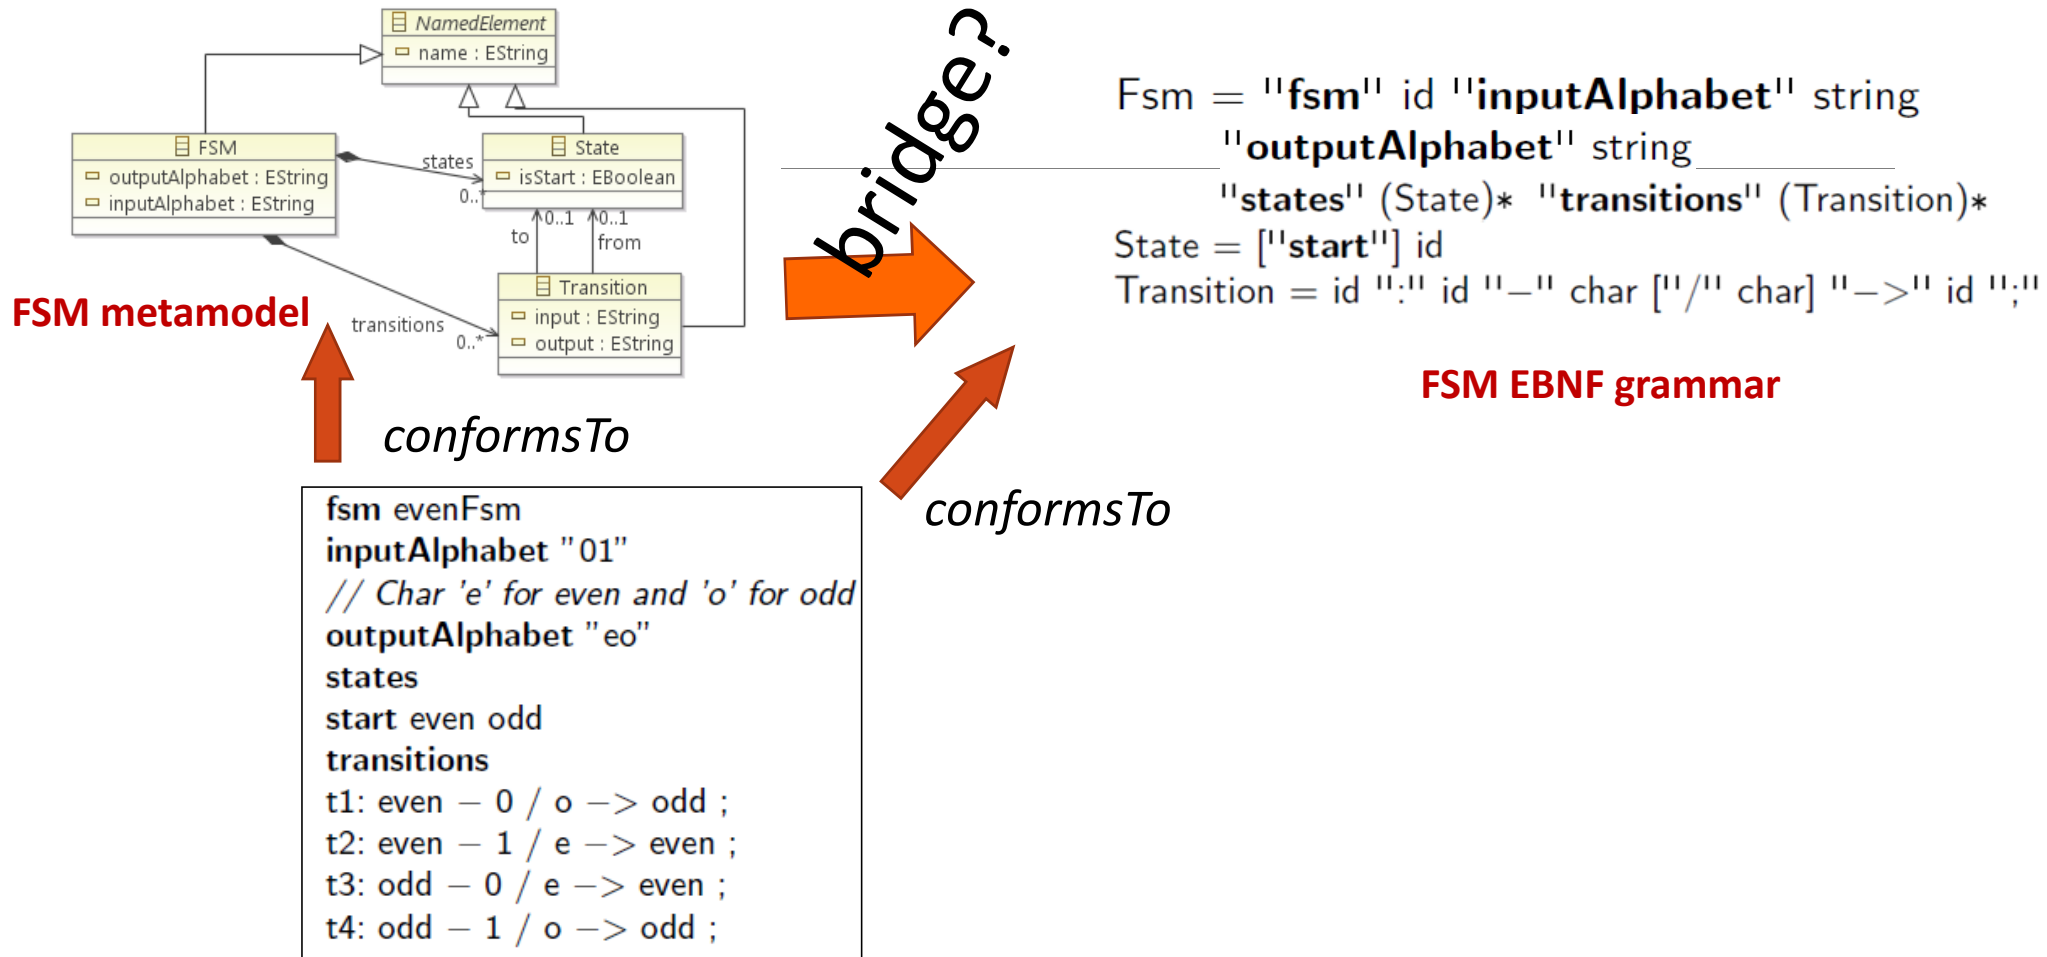 NamedElement
name : EString
FSM
outputAlphabet : EString
inputAlphabet : EString
states
0..*
State
isStart : EBoolean
0..1
0..1
to
from
Transition
input : EString
output : EString
transitions
0..*
FSM metamodel
conformsTo
bridge?
Fsm = "fsm" id "inputAlphabet" string
"outputAlphabet" string
"states" (State)* "transitions" (Transition)*
State = ["start"] id
Transition = id ":" id "−" char ["/" char] "−>" id ";"
FSM EBNF grammar
conformsTo
fsm evenFsm
inputAlphabet "01"
// Char 'e' for even and 'o' for odd
outputAlphabet "eo"
states
start even odd
transitions
t1: even − 0 / o −> odd ;
t2: even − 1 / e −> even ;
t3: odd − 0 / e −> even ;
t4: odd − 1 / o −> odd ;